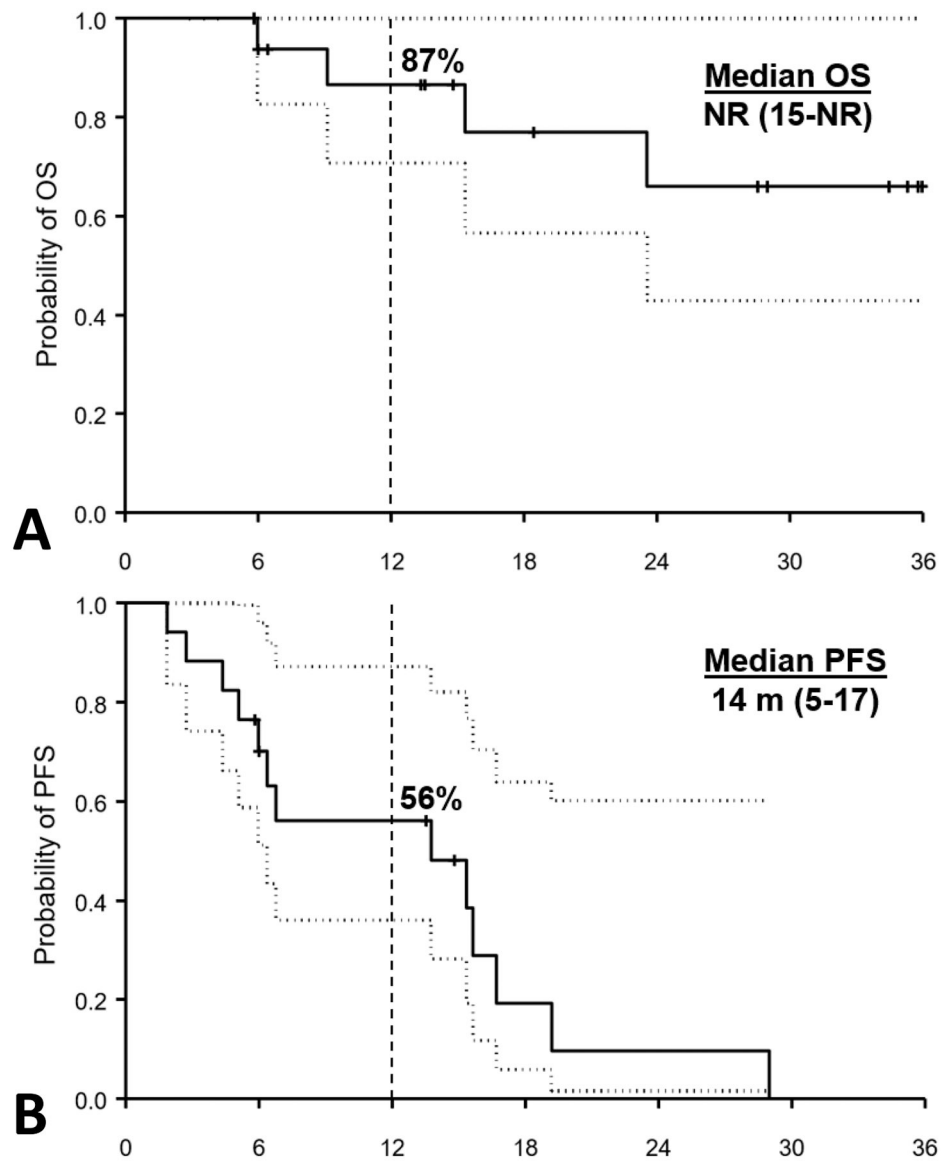 1.0
0.8
0.6
0.4
0.2
0.0
Probability of OS
87%
Median OS
NR (15-NR)
A
0 6 12 18 24 30 36
1.0
0.8
0.6
0.4
0.2
0.0
Probability of PFS
56%
Median PFS
14 m (5-17)
B
0 6 12 18 24 30 36